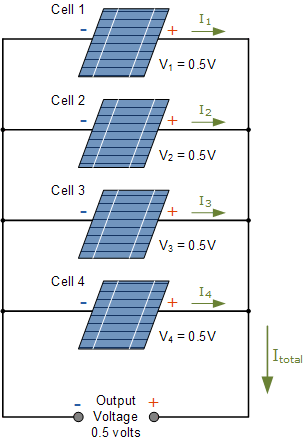 Cell 1
- + I₁
V₁ = 0.5V
Cell 2
- + I₂
V₂ = 0.5V
Cell 3
- + I₃
V₃ = 0.5V
Cell 4
- + I₄
V₄ = 0.5V
I total
- Output +
Voltage
0.5 volts